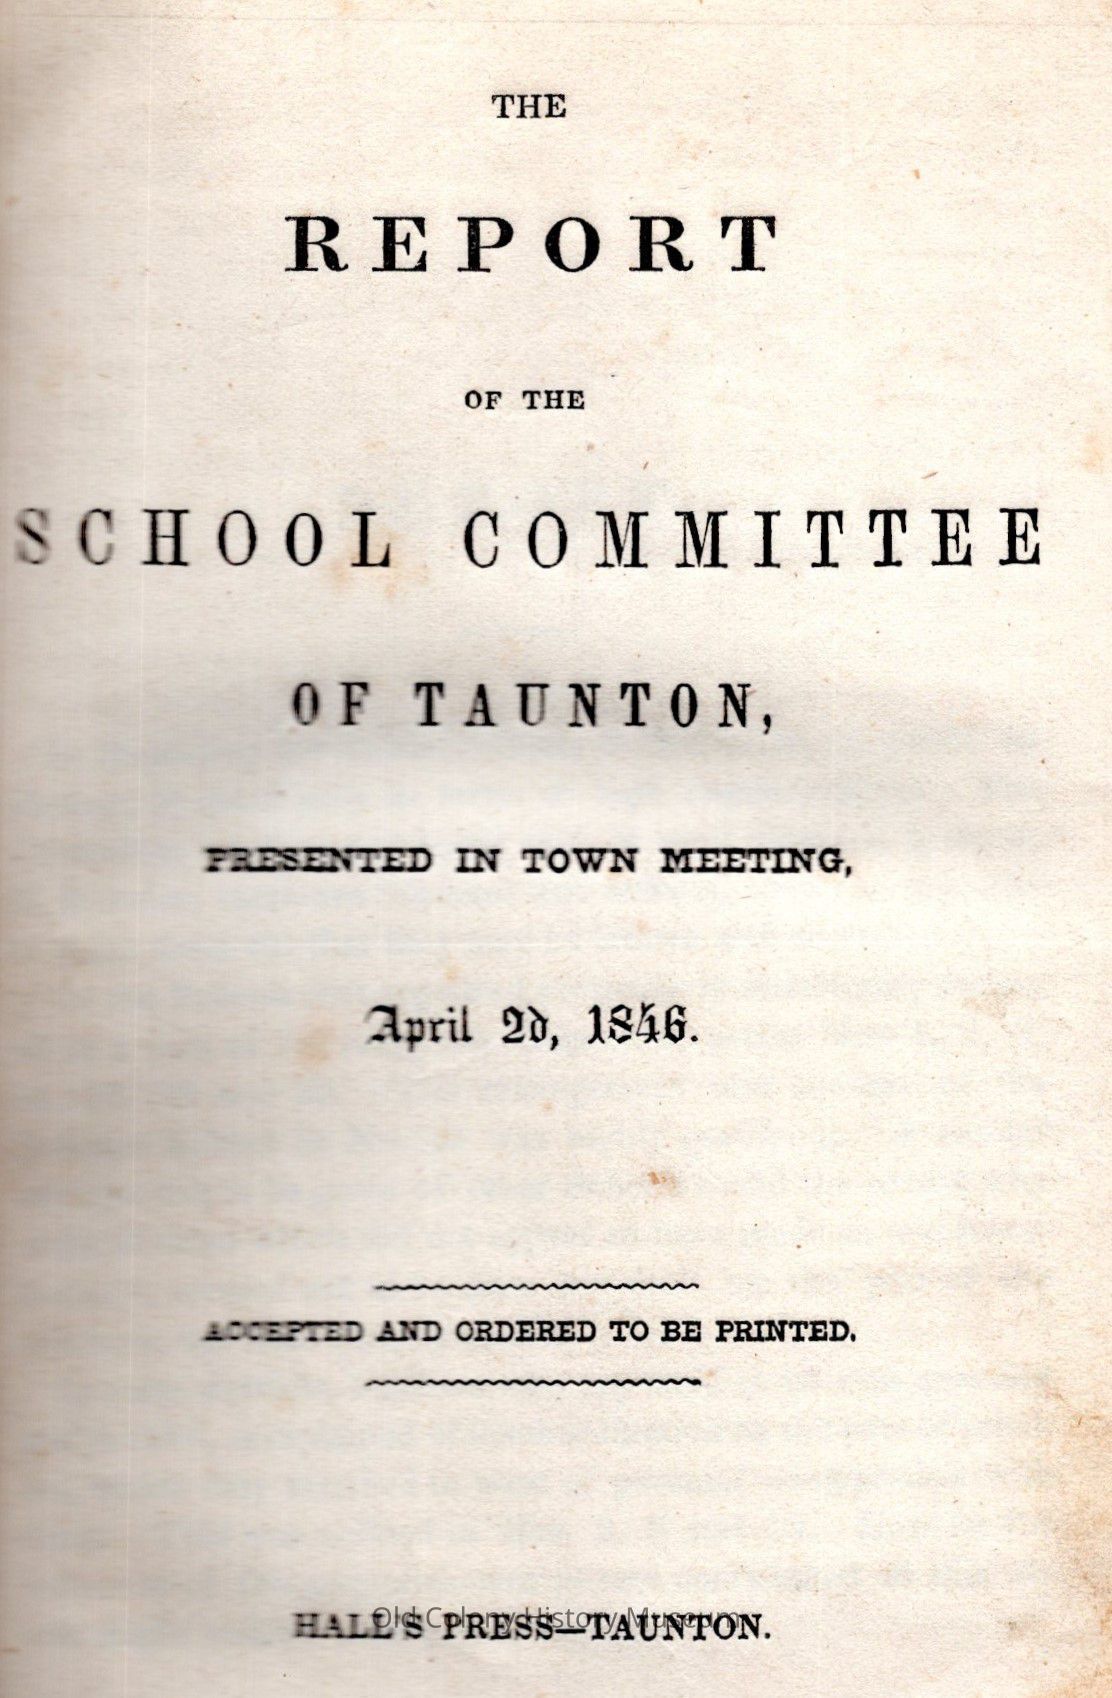 THE
REPORT
OF THE
SCHOOL COMMITTEE
OF TAUNTON,
PRESENTED IN TOWN MEETING,
April 2d, 1846.
ACCEPTED AND ORDERED TO BE PRINTED.
Old Colony History Museum
HALL'S PRESS—TAUNTON.